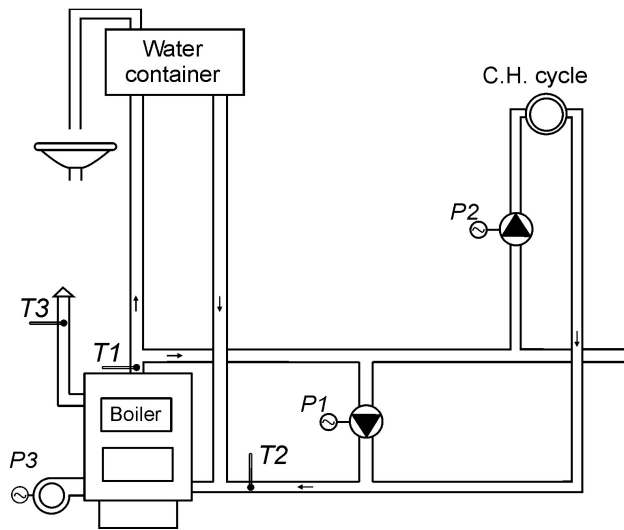 Water
container
C.H. cycle
P2
T3
T1
Boiler
P1
T2
P3